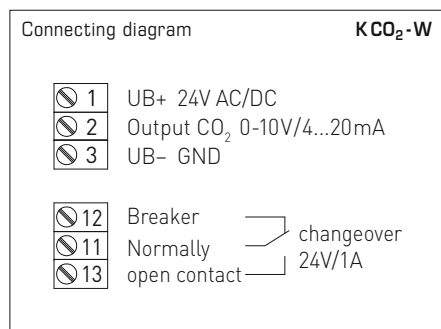 Connecting diagram KCO₂-W
1 UB+ 24V AC/DC
2 Output CO₂ 0-10V/4...20mA
3 UB– GND
12 Breaker
changeover
11 Normally
24V/1A
13 open contact